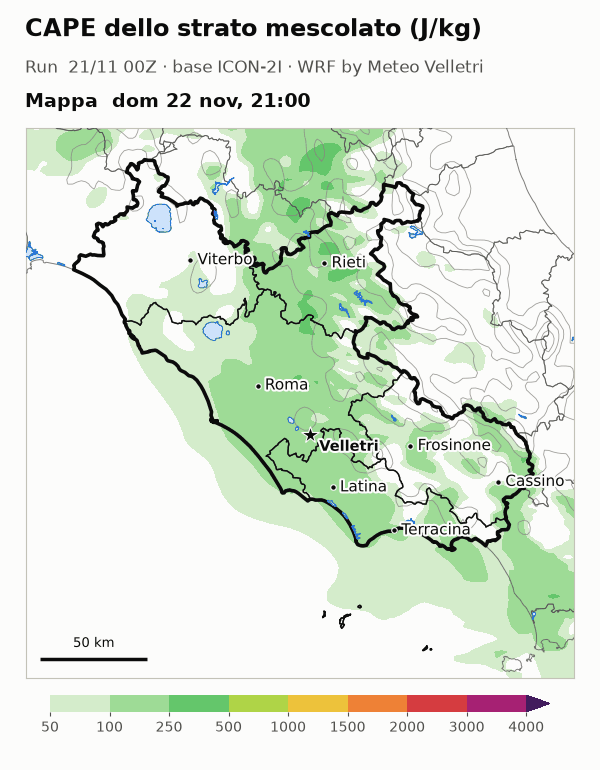 CAPE dello strato mescolato (J/kg)
Run  21/11 00Z · base ICON-2I · WRF by Meteo Velletri
Mappa  dom 22 nov, 21:00
Viterbo
Rieti
Roma
Velletri
Frosinone
Latina
Cassino
Terracina
50 km
50 100 250 500 1000 1500 2000 3000 4000